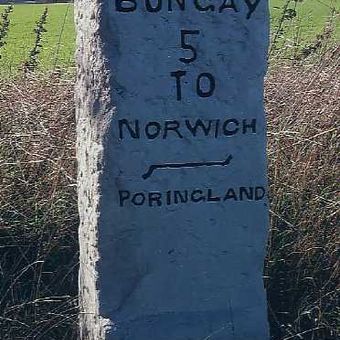 BUNGAY
5
TO
NORWICH
PORINGLAND